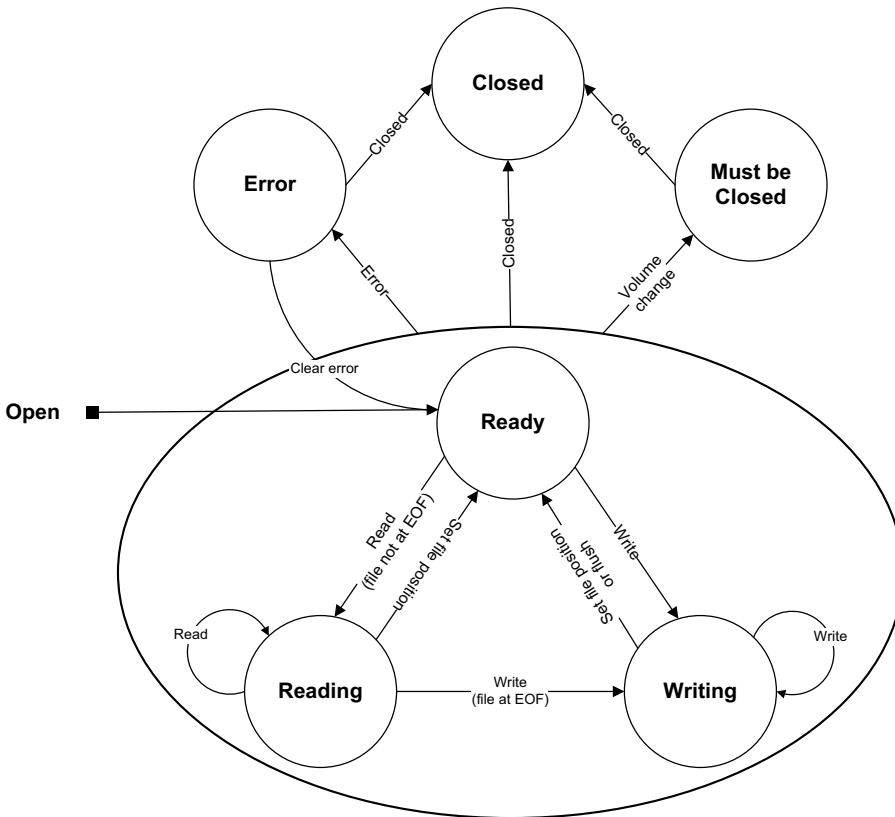 Closed
Closed
Closed
Error
Must be
Closed
Closed
Error
Volume
change
Clear error
Open
Ready
Read
(file not at EOF)
Set file position
Set file position
or flush
Write
Read
Write
Reading
Write
(file at EOF)
Writing